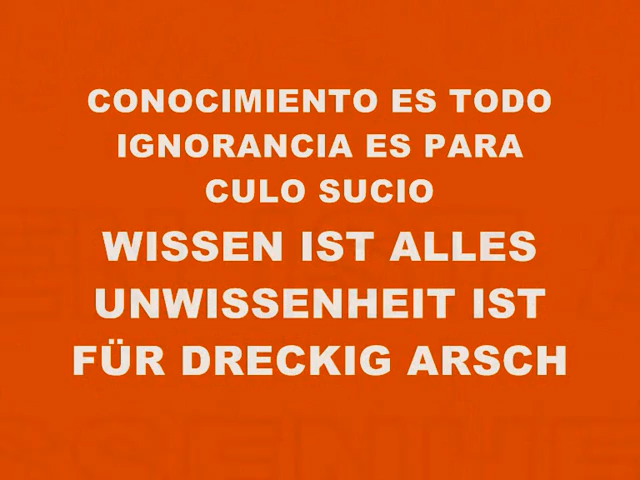 CONOCIMIENTO ES TODO
IGNORANCIA ES PARA
CULO SUCIO
WISSEN IST ALLES
UNWISSENHEIT IST
FÜR DRECKIG ARSCH